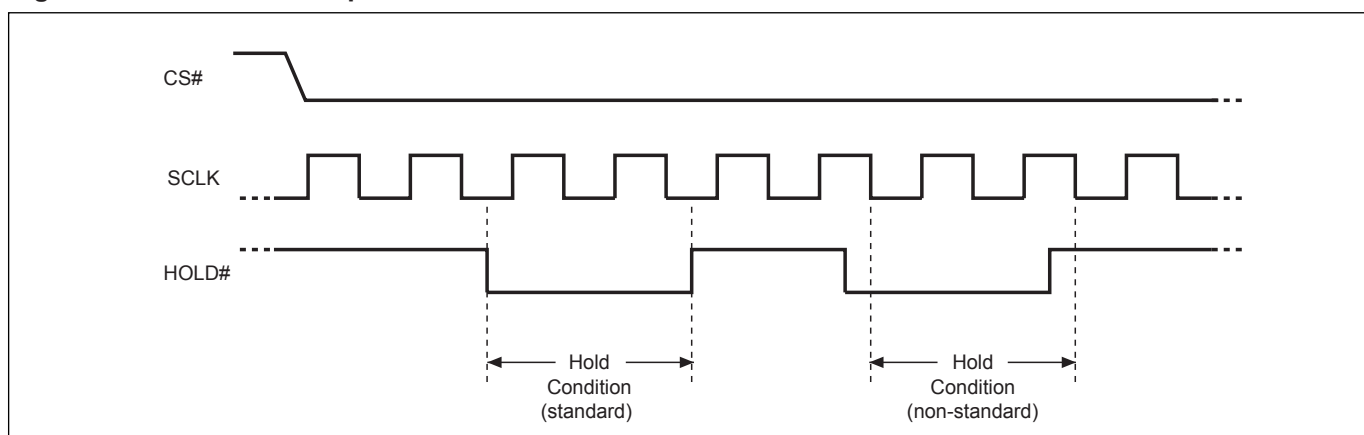 CS#
SCLK
HOLD#
Hold
Condition
(standard)
Hold
Condition
(non-standard)